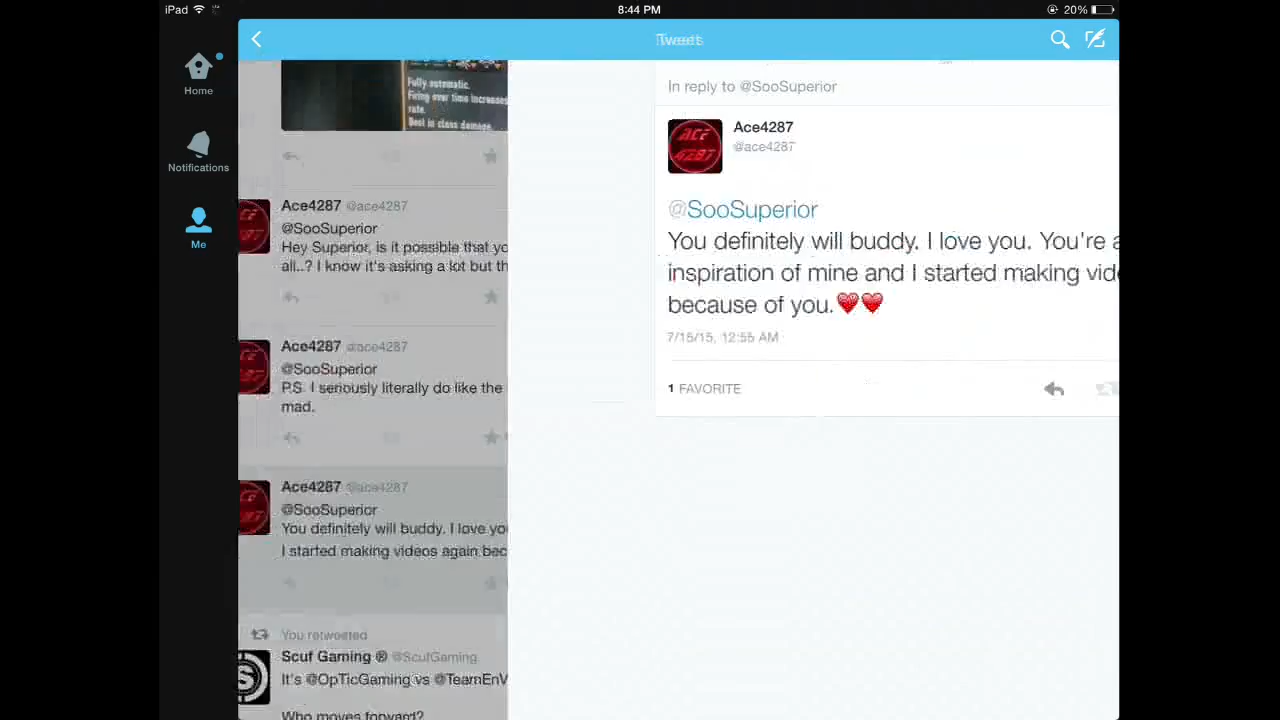 iPad 8:44 PM 20%
Tweets
Home
Notifications
Me
Fully automatic.
Firing over time increases
rate.
Best in class damage.
Ace4287 @ace4287
@SooSuperior
Hey Superior, is it possible that yo
all..? I know it's asking a lot but th
Ace4287 @ace4287
@SooSuperior
P.S I seriously literally do like the
mad.
Ace4287 @ace4287
@SooSuperior
You definitely will buddy. I love yo
I started making videos again bec
You retweeted
Scuf Gaming ® @ScufGaming
It's @OpTicGaming vs @TeamEnV
Who moves forward?
In reply to @SooSuperior
ACE
4287
Ace4287
@ace4287
@SooSuperior
You definitely will buddy. I love you. You're a
inspiration of mine and I started making vide
because of you.❤❤
7/15/15, 12:55 AM
1 FAVORITE